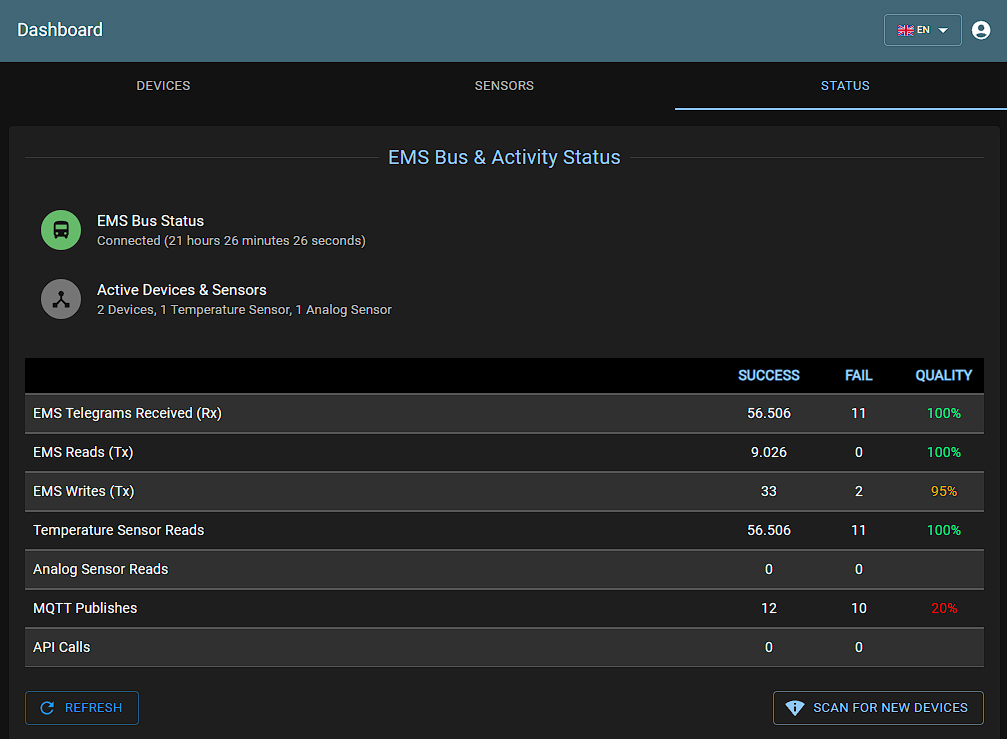 Dashboard
EN
DEVICES SENSORS STATUS
EMS Bus & Activity Status
EMS Bus Status
Connected (21 hours 26 minutes 26 seconds)
Active Devices & Sensors
2 Devices, 1 Temperature Sensor, 1 Analog Sensor
SUCCESS FAIL QUALITY
EMS Telegrams Received (Rx) 56.506 11 100%
EMS Reads (Tx) 9.026 0 100%
EMS Writes (Tx) 33 2 95%
Temperature Sensor Reads 56.506 11 100%
Analog Sensor Reads 0 0
MQTT Publishes 12 10 20%
API Calls 0 0
REFRESH SCAN FOR NEW DEVICES